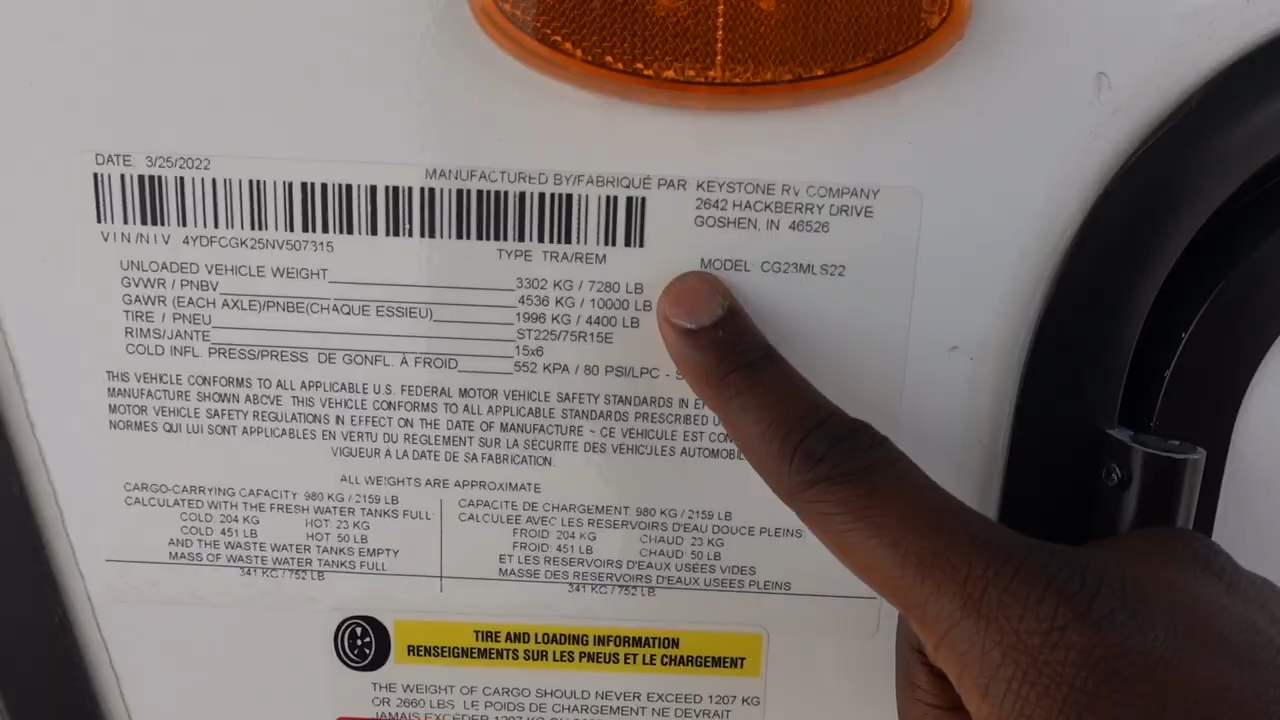 DATE: 3/25/2022
MANUFACTURED BY/FABRIQUÉ PAR: KEYSTONE RV COMPANY
2642 HACKBERRY DRIVE
GOSHEN, IN 46526
VIN/NIV 4YDFCGK25NV507315
TYPE TRA/REM
MODEL: CG23MLS22
UNLOADED VEHICLE WEIGHT 3302 KG / 7280 LB
GVWR / PNBV 4536 KG / 10000 LB
GAWR (EACH AXLE)/PNBE(CHAQUE ESSIEU) 1996 KG / 4400 LB
TIRE / PNEU ST225/75R15E
RIMS/JANTE 15x6
COLD INFL. PRESS/PRESS DE GONFL. À FROID 552 KPA / 80 PSI/LPC - S
THIS VEHICLE CONFORMS TO ALL APPLICABLE U.S. FEDERAL MOTOR VEHICLE SAFETY STANDARDS IN
MANUFACTURE SHOWN ABOVE THIS VEHICLE CONFORMS TO ALL APPLICABLE STANDARDS PRESCRIBED
MOTOR VEHICLE SAFETY REGULATIONS IN EFFECT ON THE DATE OF MANUFACTURE ~ CE VÉHICULE EST
NORMES QUI LUI SONT APPLICABLES EN VERTU DU RÈGLEMENT SUR LA SÉCURITÉ DES VÉHICULES
VIGUEUR À LA DATE DE SA FABRICATION.
ALL WEIGHTS ARE APPROXIMATE
CARGO-CARRYING CAPACITY 980 KG / 2159 LB
CALCULATED WITH THE FRESH WATER TANKS FULL:
COLD: 204 KG HOT: 23 KG
COLD: 451 LB HOT: 50 LB
AND THE WASTE WATER TANKS EMPTY
MASS OF WASTE WATER TANKS FULL
341 KG / 752 LB
CAPACITE DE CHARGEMENT 980 KG / 2159 LB
CALCULEE AVEC LES RESERVOIRS D'EAU DOUCE PLEINS:
FROID: 204 KG CHAUD: 23 KG
FROID: 451 LB CHAUD: 50 LB
ET LES RESERVOIRS D'EAUX USÉES VIDES
MASSE DES RESERVOIRS D'EAUX USEES PLEINS
341 KG / 752 LB
TIRE AND LOADING INFORMATION
RENSEIGNEMENTS SUR LES PNEUS ET LE CHARGEMENT
THE WEIGHT OF CARGO SHOULD NEVER EXCEED 1207 KG
OR 2660 LBS. LE POIDS DE CHARGEMENT NE DEVRAIT
JAMAIS EXCÉDER 1207 KG OU